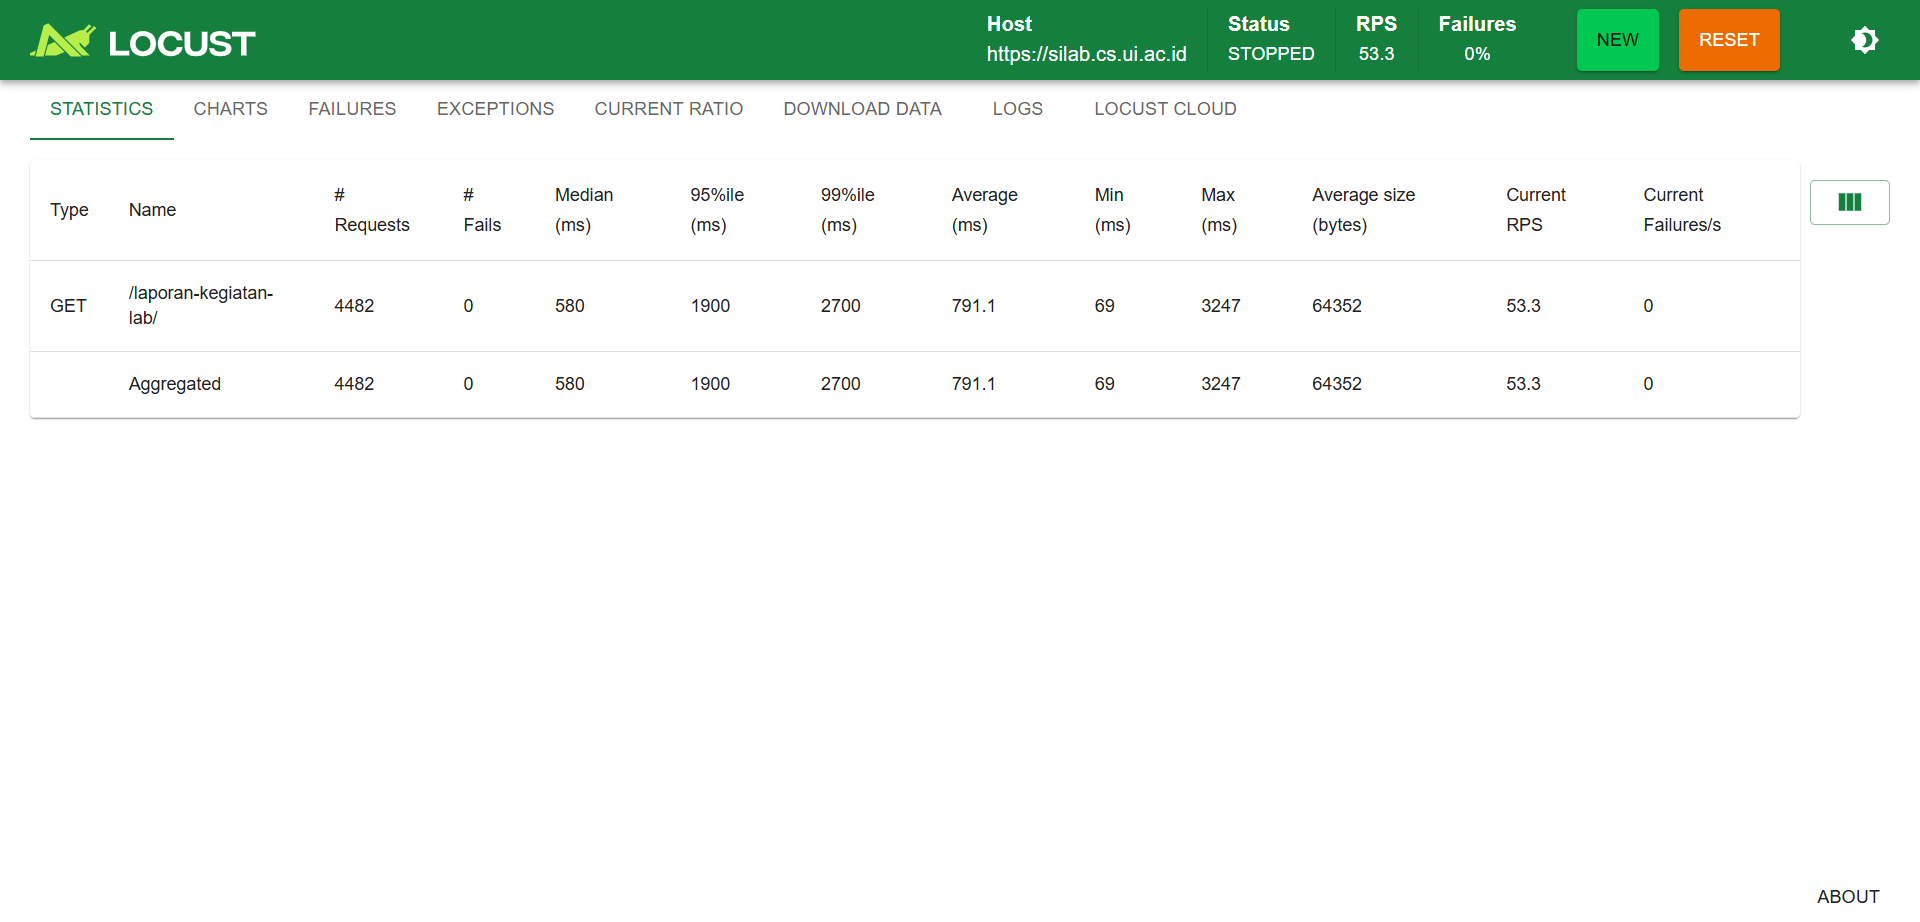 LOCUST
Host
https://silab.cs.ui.ac.id
Status
STOPPED
RPS
53.3
Failures
0%
NEW
RESET
STATISTICS CHARTS FAILURES EXCEPTIONS CURRENT RATIO DOWNLOAD DATA LOGS LOCUST CLOUD
Type Name # Requests # Fails Median (ms) 95%ile (ms) 99%ile (ms) Average (ms) Min (ms) Max (ms) Average size (bytes) Current RPS Current Failures/s
GET /laporan-kegiatan-lab/ 4482 0 580 1900 2700 791.1 69 3247 64352 53.3 0
Aggregated 4482 0 580 1900 2700 791.1 69 3247 64352 53.3 0
ABOUT